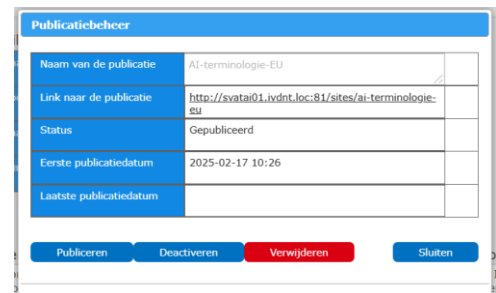 Publicatiebeheer
Naam van de publicatie AI-terminologie-EU
Link naar de publicatie http://svatai01.ivdnt.loc:81/sites/ai-terminologie-
eu
Status Gepubliceerd
Eerste publicatiedatum 2025-02-17 10:26
Laatste publicatiedatum
Publiceren Deactiveren Verwijderen Sluiten